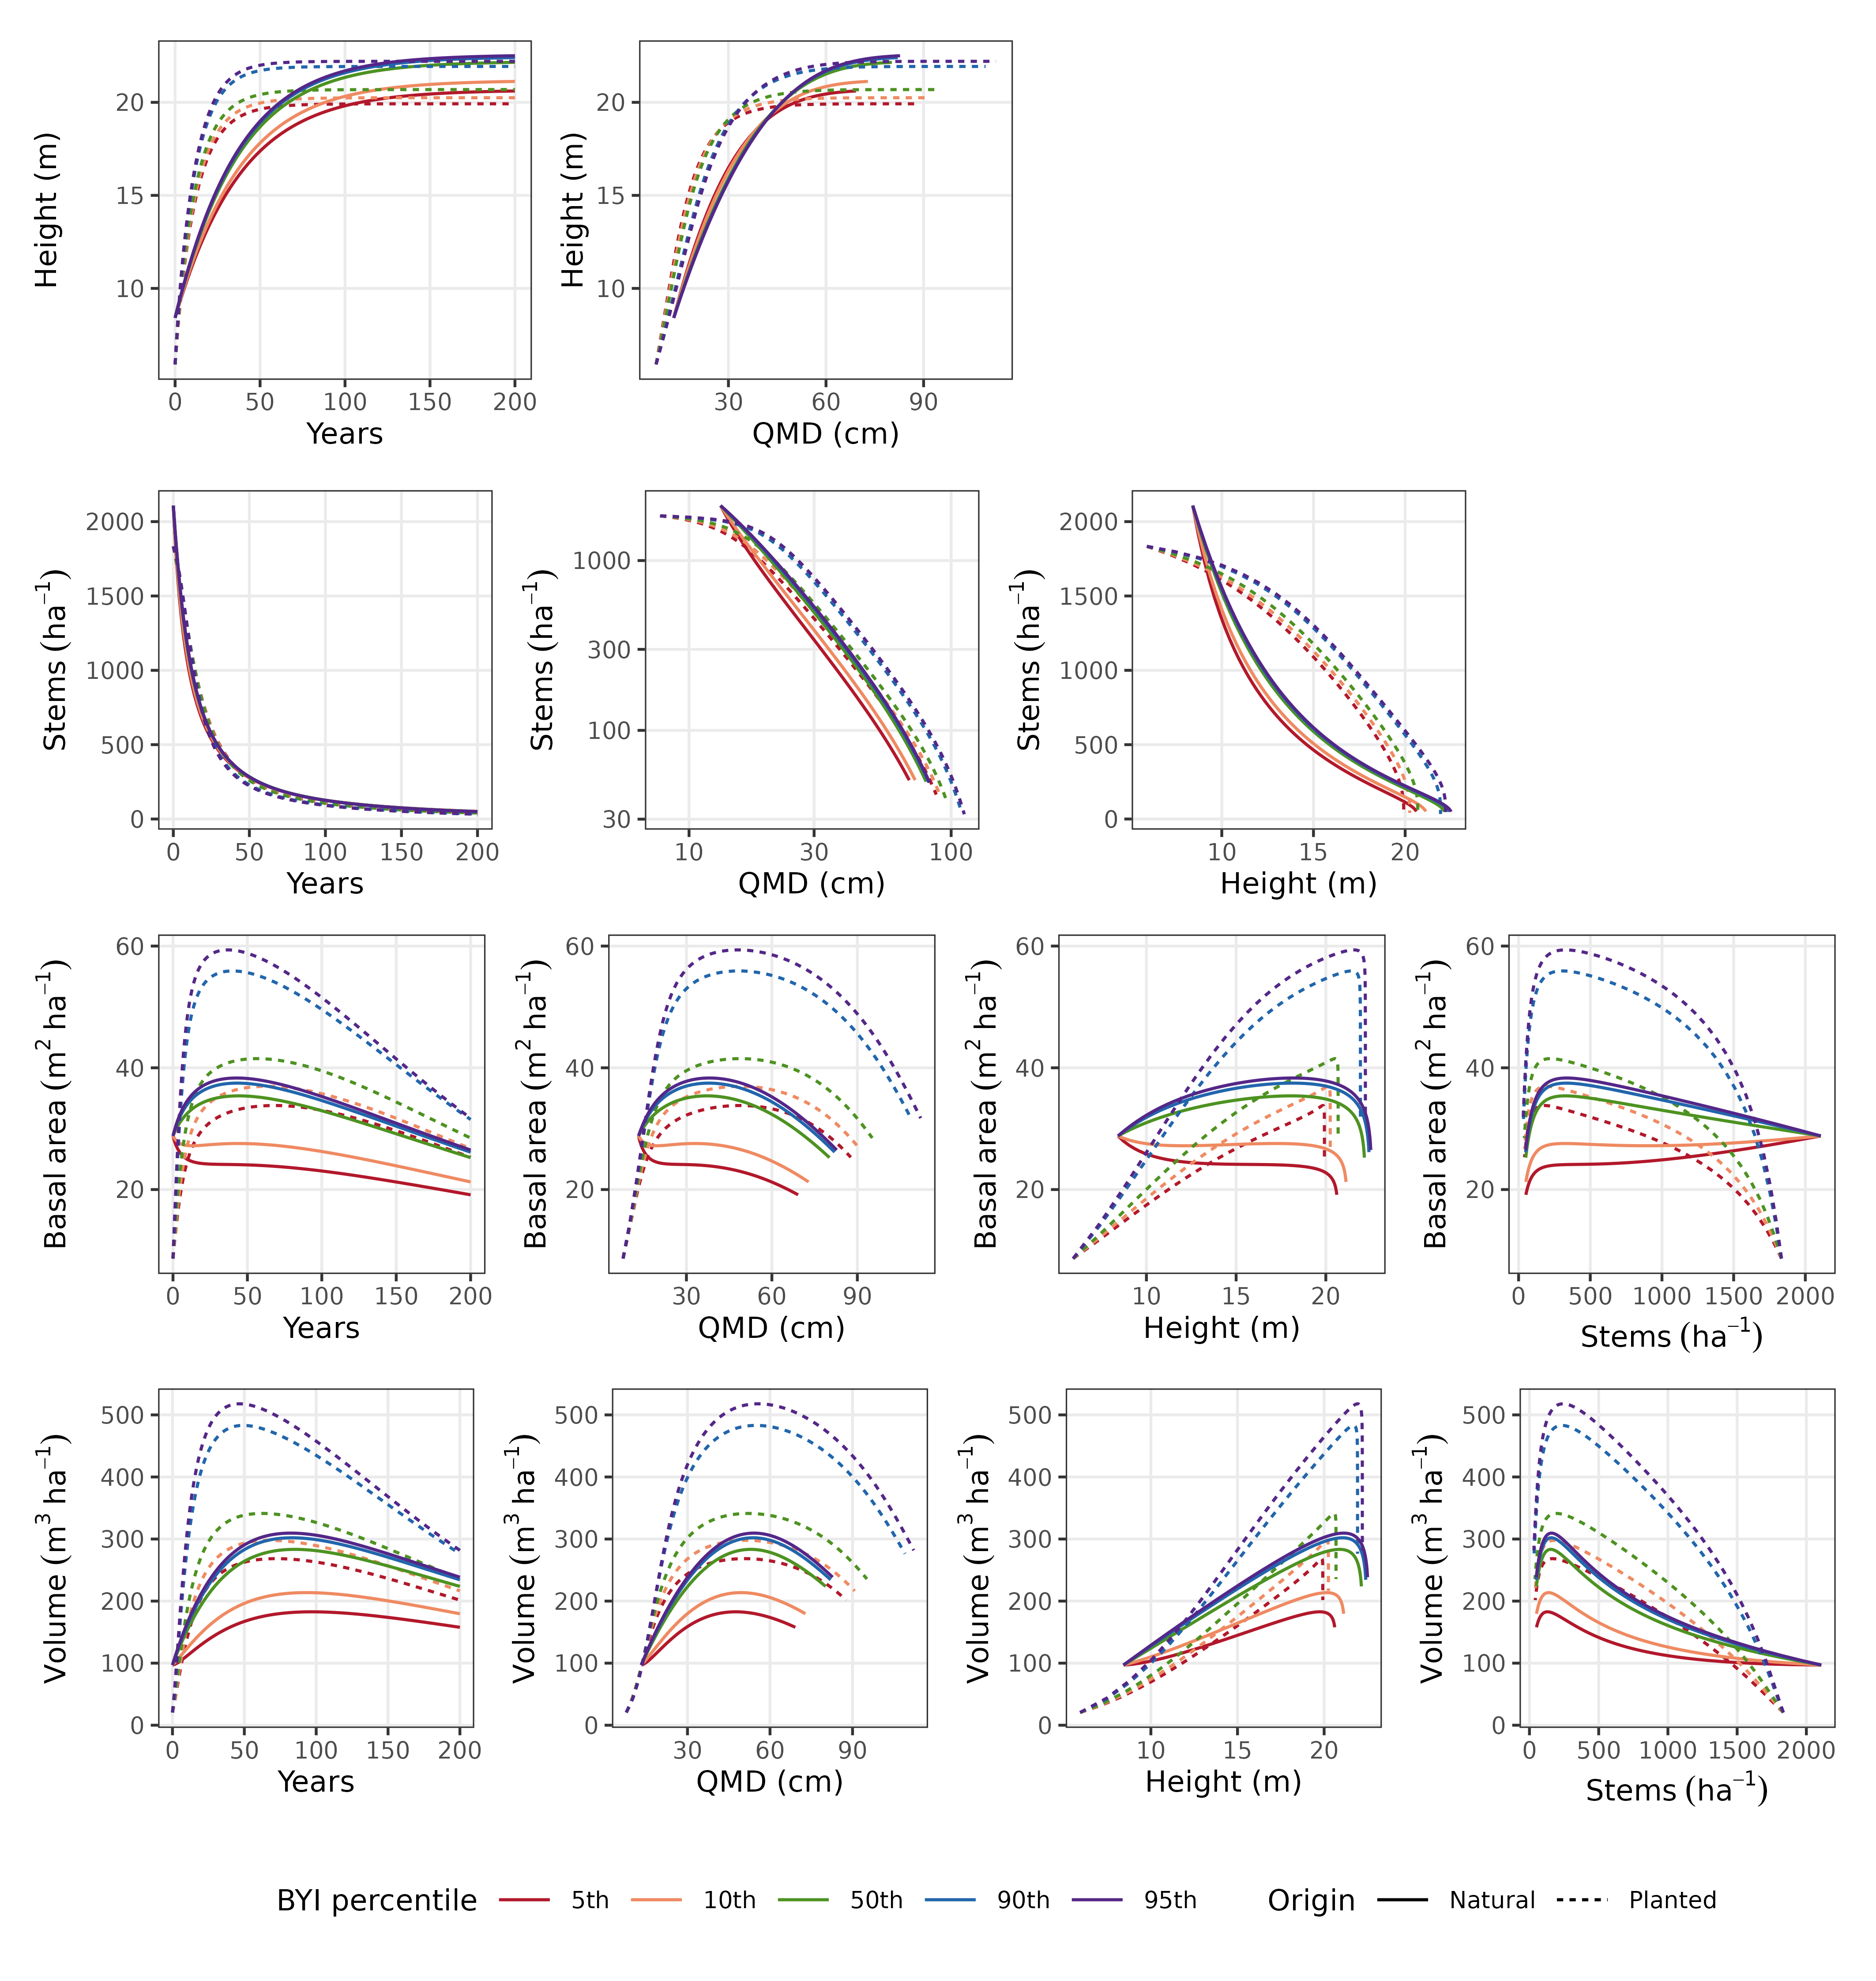 Height (m)
20
15
10
0 50 100 150 200
Years
Height (m)
20
15
10
30 60 90
QMD (cm)
Stems (ha⁻¹)
2000
1500
1000
500
0
0 50 100 150 200
Years
Stems (ha⁻¹)
1000
300
100
30
10 30 100
QMD (cm)
Stems (ha⁻¹)
2000
1500
1000
500
0
10 15 20
Height (m)
Basal area (m² ha⁻¹)
60
40
20
0 50 100 150 200
Years
Basal area (m² ha⁻¹)
60
40
20
30 60 90
QMD (cm)
Basal area (m² ha⁻¹)
60
40
20
10 15 20
Height (m)
Basal area (m² ha⁻¹)
60
40
20
0 500 1000 1500 2000
Stems (ha⁻¹)
Volume (m³ ha⁻¹)
500
400
300
200
100
0
0 50 100 150 200
Years
Volume (m³ ha⁻¹)
500
400
300
200
100
0
30 60 90
QMD (cm)
Volume (m³ ha⁻¹)
500
400
300
200
100
0
10 15 20
Height (m)
Volume (m³ ha⁻¹)
500
400
300
200
100
0
0 500 1000 1500 2000
Stems (ha⁻¹)
BYI percentile 5th 10th 50th 90th 95th Origin Natural Planted